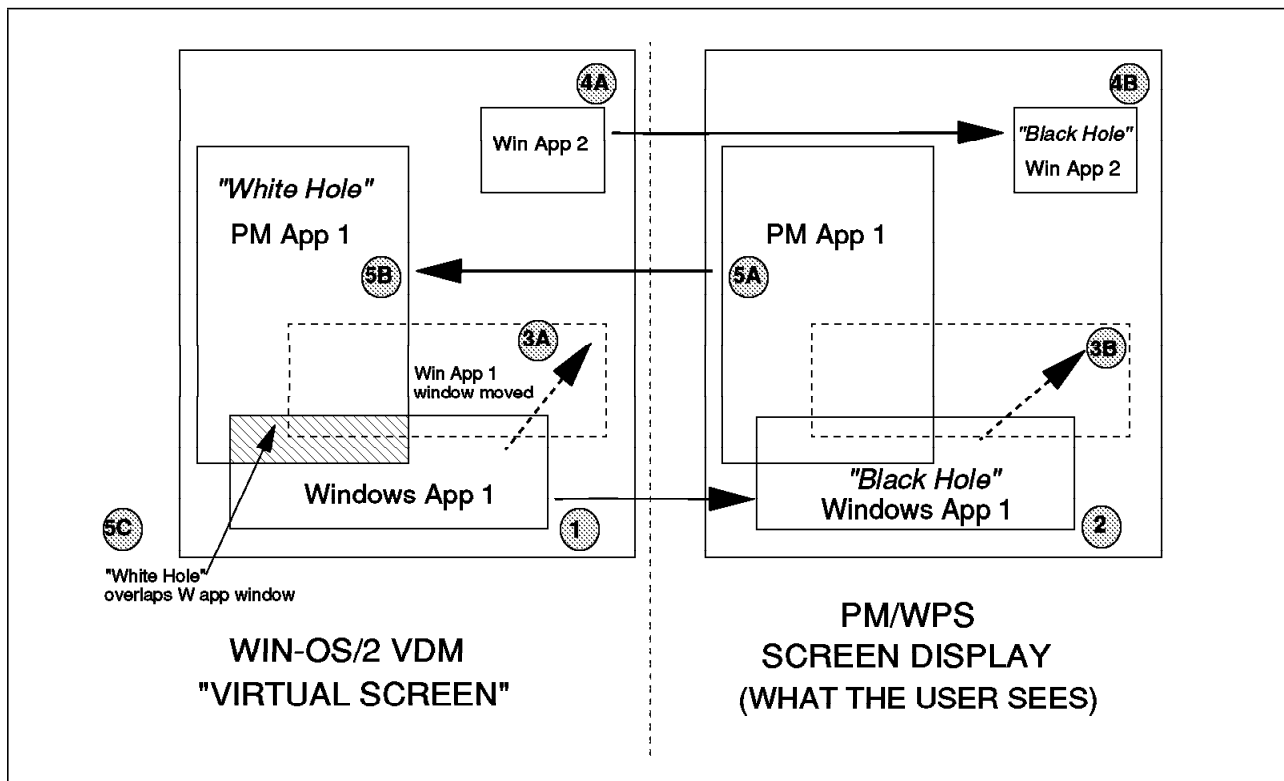 4A
Win App 2
"White Hole"
PM App 1
5B
3A
Win App 1
window moved
Windows App 1
1
5C
"White Hole"
overlaps W app window
WIN-OS/2 VDM
"VIRTUAL SCREEN"
4B
"Black Hole"
Win App 2
PM App 1
5A
3B
"Black Hole"
Windows App 1
2
PM/WPS
SCREEN DISPLAY
(WHAT THE USER SEES)